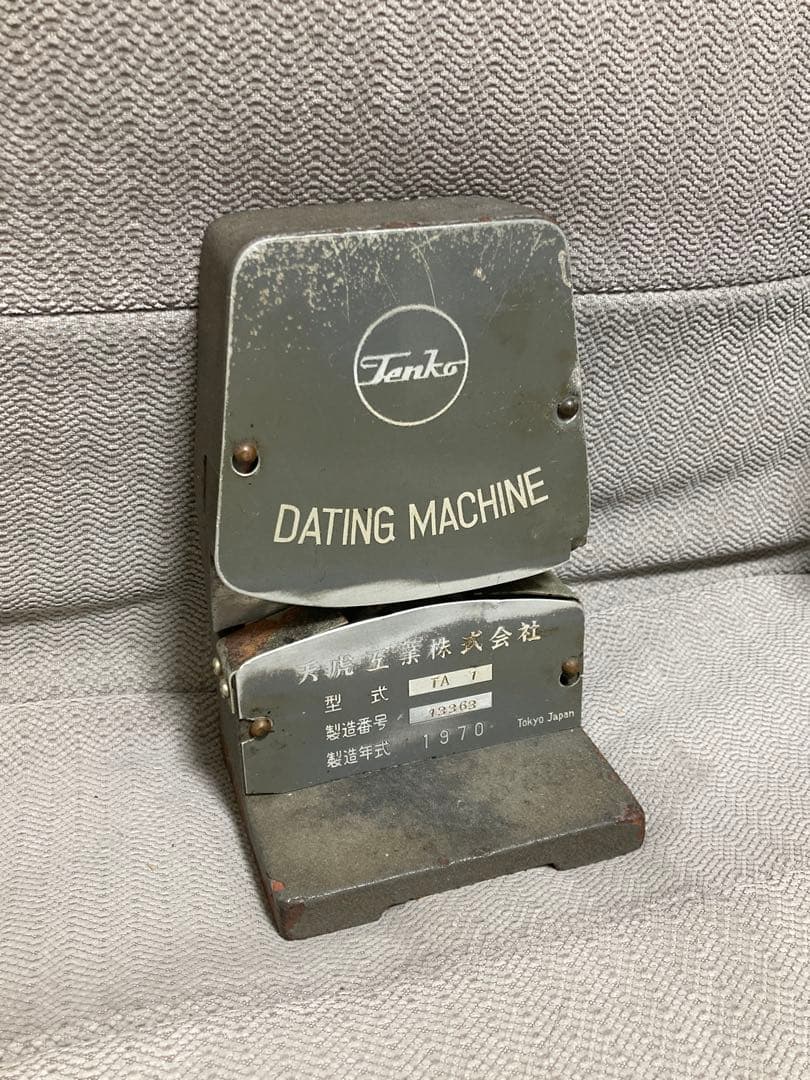 Tenko
DATING MACHINE
天虎工業株式会社
型式 TA 7
製造番号 13363
製造年式 1970 Tokyo Japan